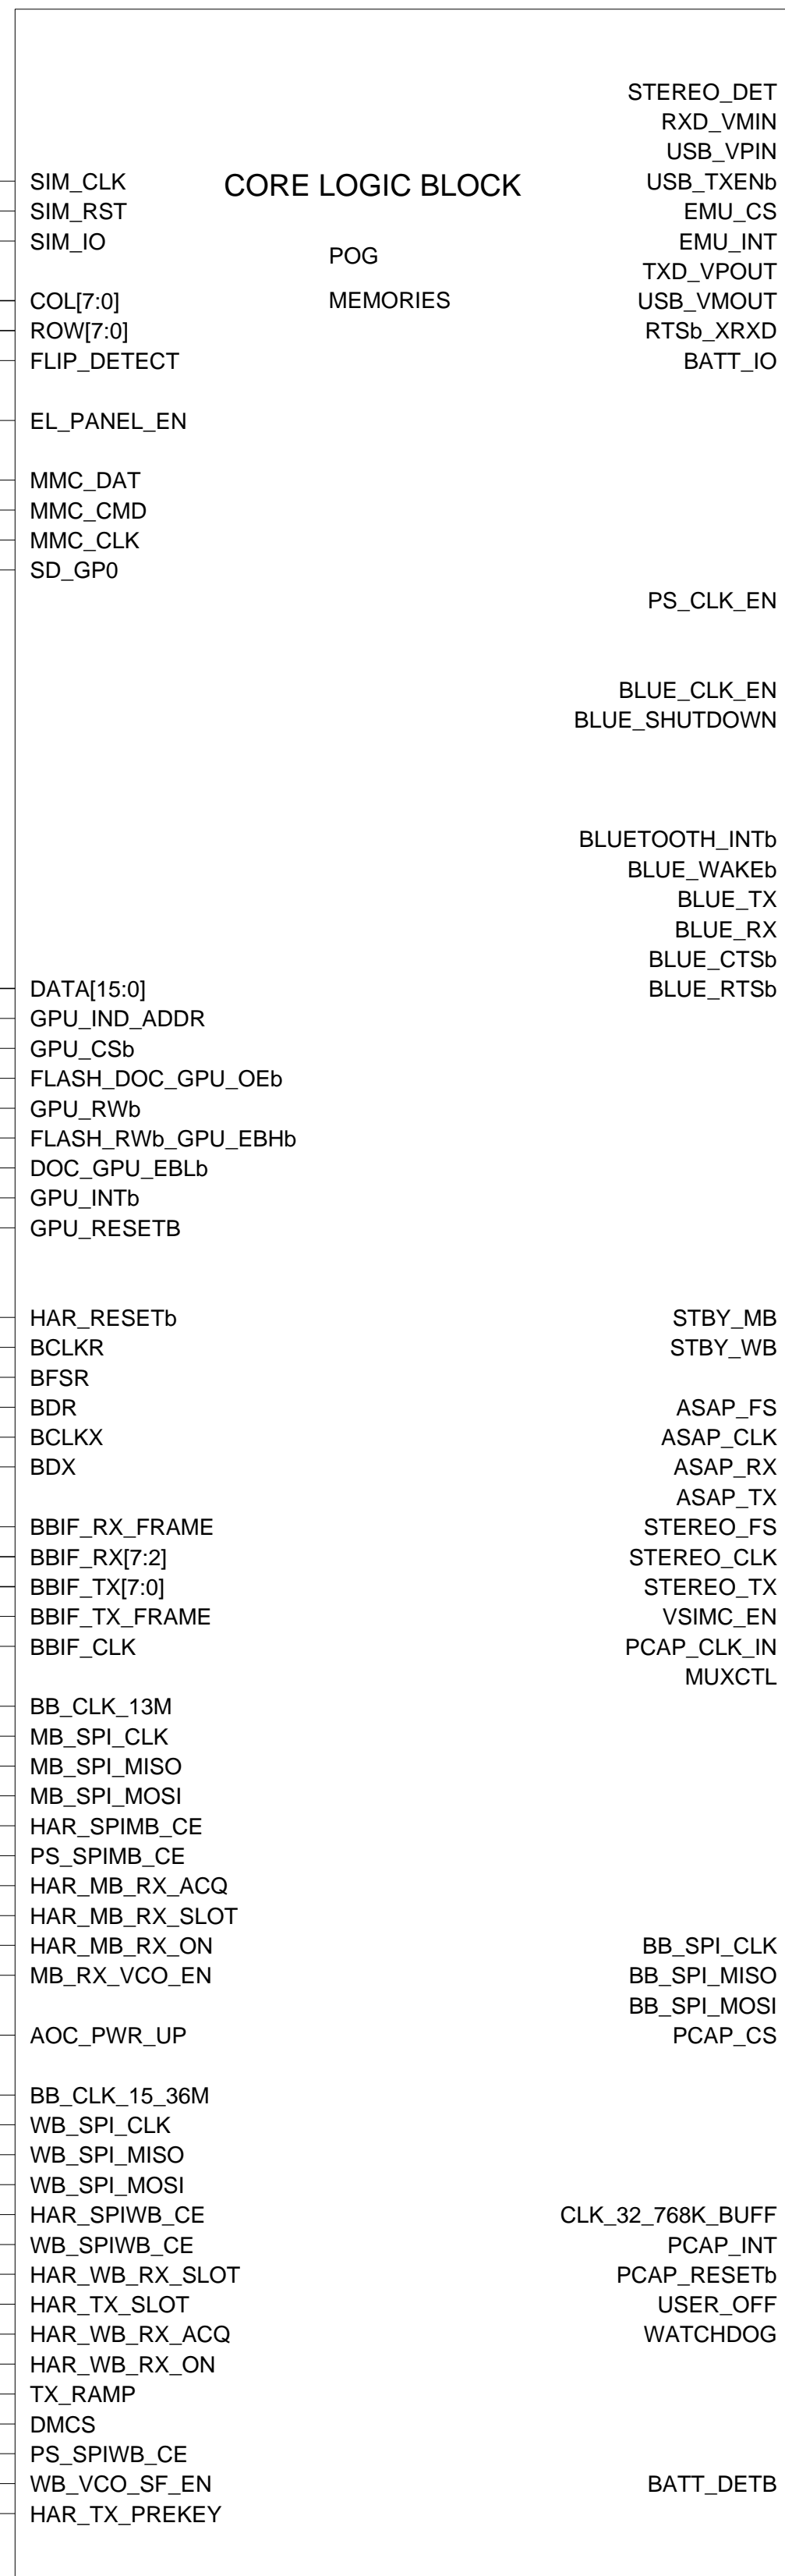 STEREO_DET
RXD_VMIN
USB_VPIN
SIM_CLK CORE LOGIC BLOCK USB_TXENb
SIM_RST EMU_CS
SIM_IO EMU_INT
POG
TXD_VPOUT
COL[7:0] MEMORIES USB_VMOUT
ROW[7:0] RTSb_XRXD
FLIP_DETECT BATT_IO
EL_PANEL_EN
MMC_DAT
MMC_CMD
MMC_CLK
SD_GP0
PS_CLK_EN
BLUE_CLK_EN
BLUE_SHUTDOWN
BLUETOOTH_INTb
BLUE_WAKEb
BLUE_TX
BLUE_RX
BLUE_CTSb
DATA[15:0] BLUE_RTSb
GPU_IND_ADDR
GPU_CSb
FLASH_DOC_GPU_OEb
GPU_RWb
FLASH_RWb_GPU_EBHb
DOC_GPU_EBLb
GPU_INTb
GPU_RESETB
HAR_RESETb STBY_MB
BCLKR STBY_WB
BFSR
BDR ASAP_FS
BCLKX ASAP_CLK
BDX ASAP_RX
ASAP_TX
BBIF_RX_FRAME STEREO_FS
BBIF_RX[7:2] STEREO_CLK
BBIF_TX[7:0] STEREO_TX
BBIF_TX_FRAME VSIMC_EN
BBIF_CLK PCAP_CLK_IN
MUXCTL
BB_CLK_13M
MB_SPI_CLK
MB_SPI_MISO
MB_SPI_MOSI
HAR_SPIMB_CE
PS_SPIMB_CE
HAR_MB_RX_ACQ
HAR_MB_RX_SLOT
HAR_MB_RX_ON BB_SPI_CLK
MB_RX_VCO_EN BB_SPI_MISO
BB_SPI_MOSI
AOC_PWR_UP PCAP_CS
BB_CLK_15_36M
WB_SPI_CLK
WB_SPI_MISO
WB_SPI_MOSI
HAR_SPIWB_CE CLK_32_768K_BUFF
WB_SPIWB_CE PCAP_INT
HAR_WB_RX_SLOT PCAP_RESETb
HAR_TX_SLOT USER_OFF
HAR_WB_RX_ACQ WATCHDOG
HAR_WB_RX_ON
TX_RAMP
DMCS
PS_SPIWB_CE
WB_VCO_SF_EN BATT_DETB
HAR_TX_PREKEY